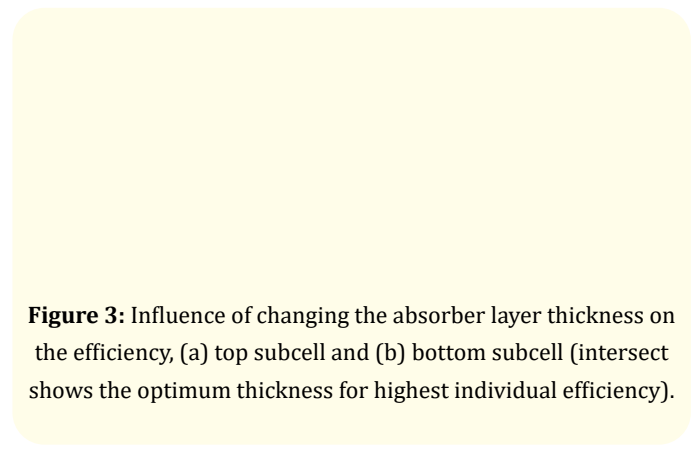 Figure 3: Influence of changing the absorber layer thickness on
the efficiency, (a) top subcell and (b) bottom subcell (intersect
shows the optimum thickness for highest individual efficiency).